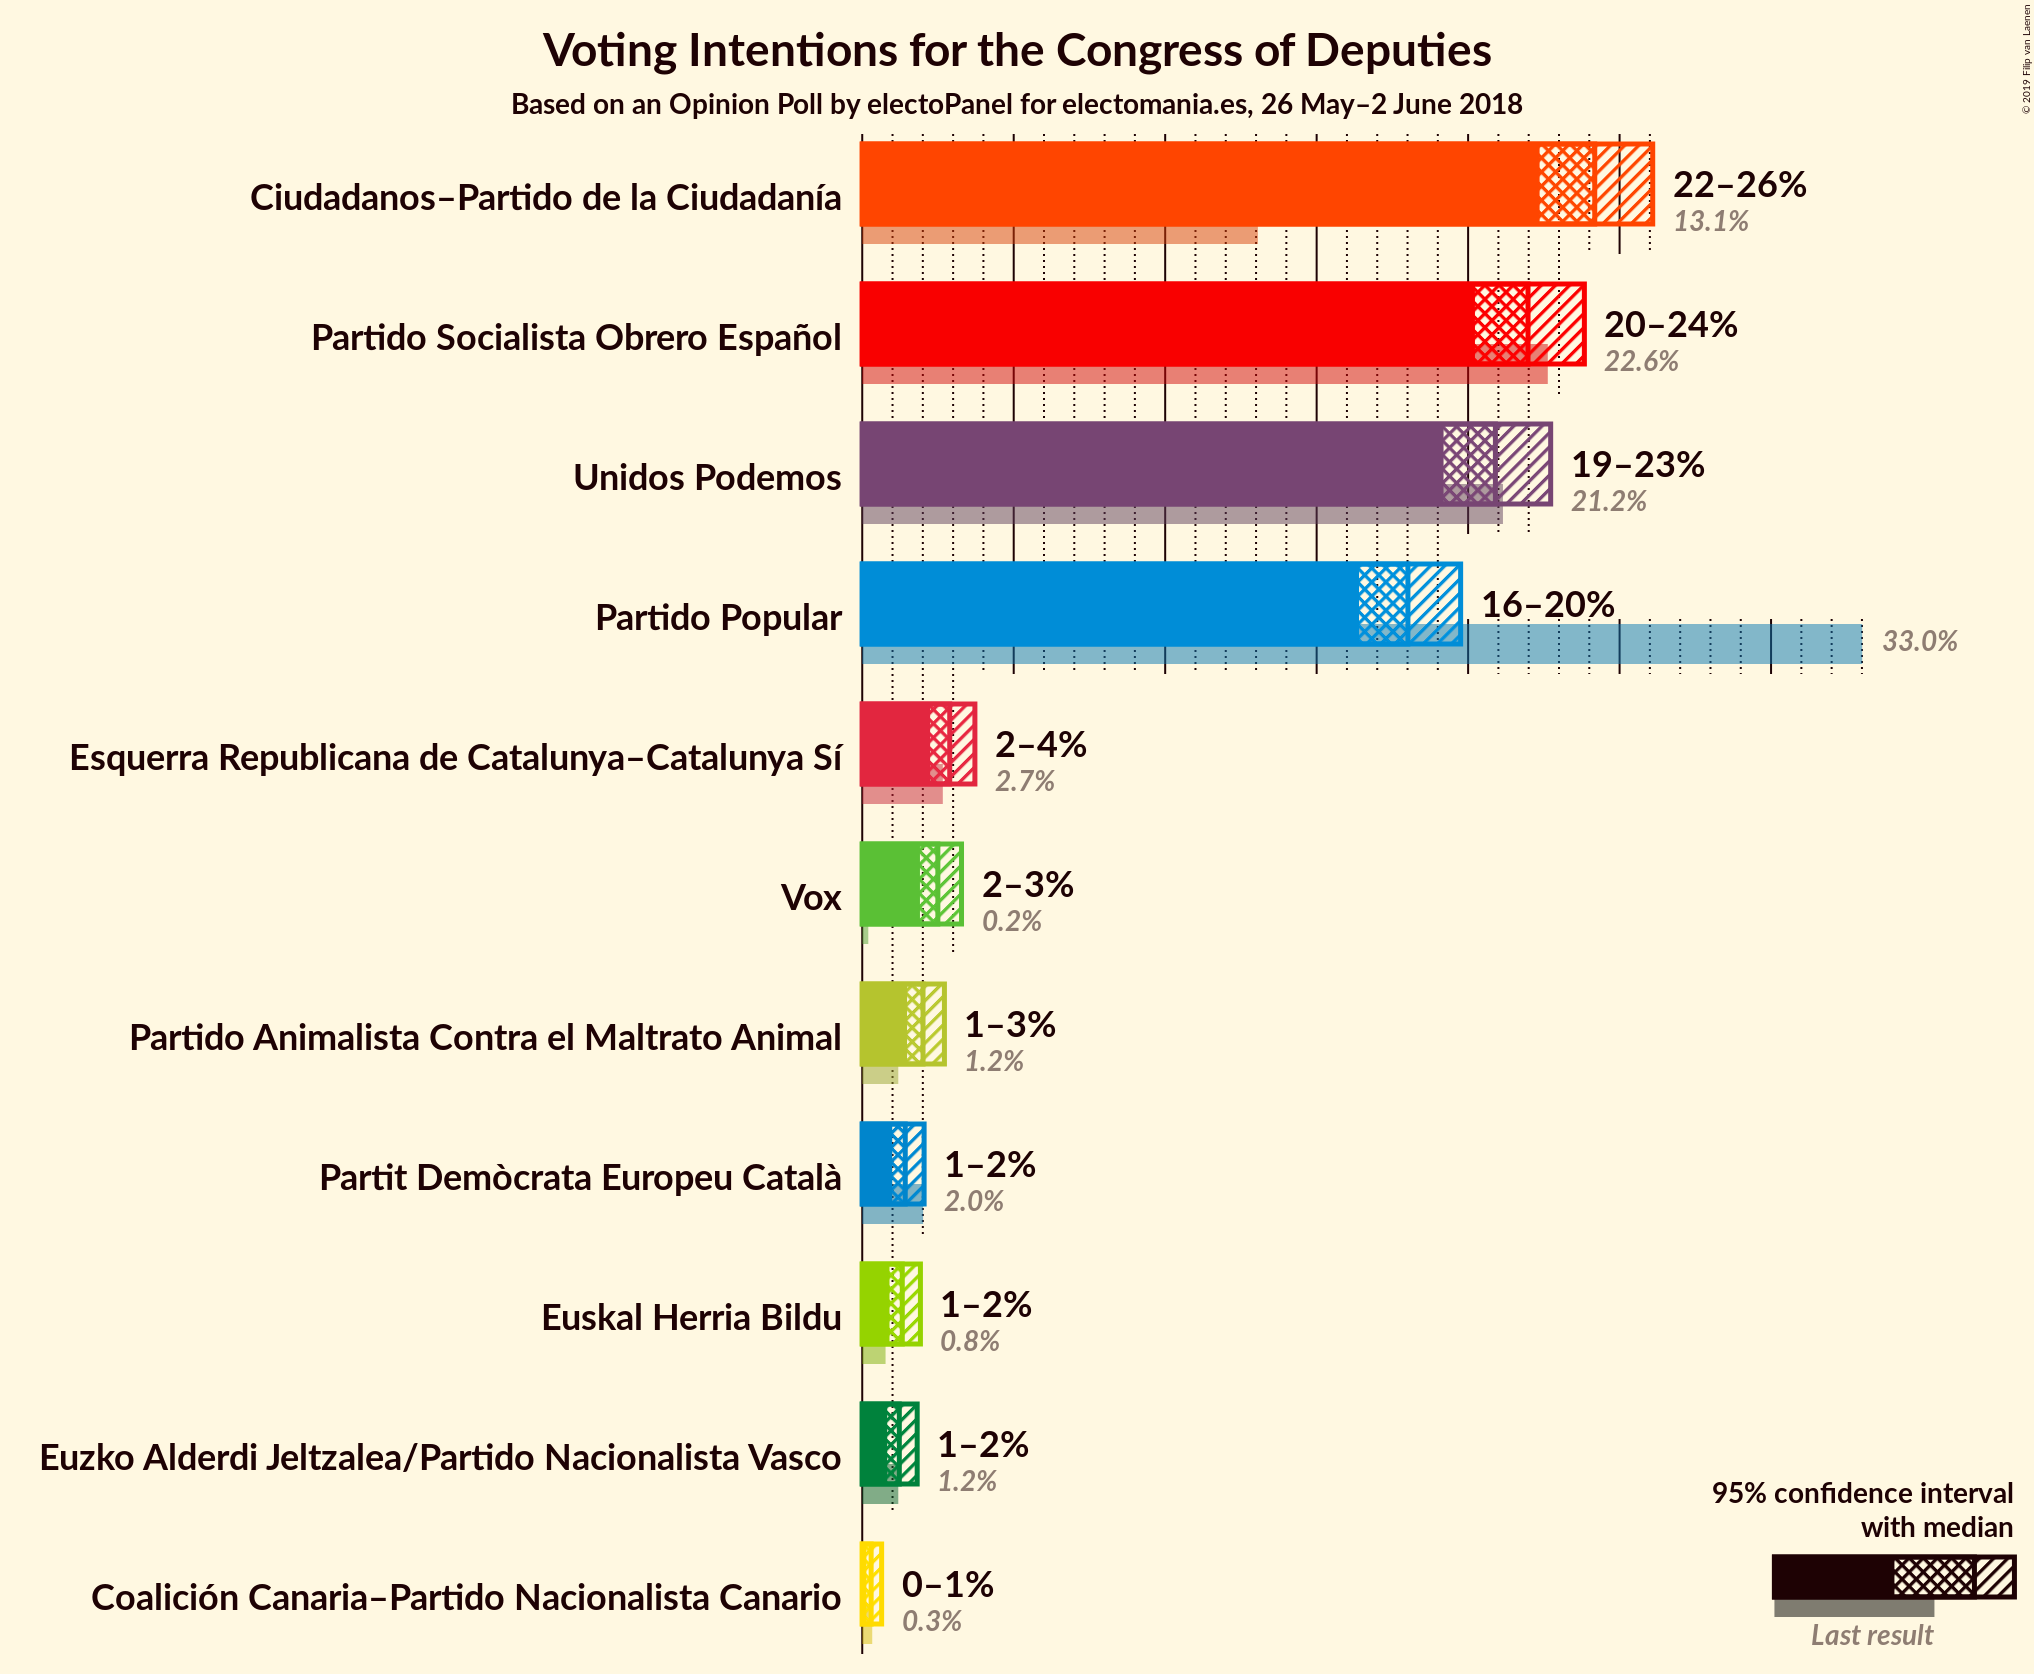 Voting Intentions for the Congress of Deputies
Based on an Opinion Poll by electoPanel for electomania.es, 26 May–2 June 2018
© 2019 Filip van Laenen
Ciudadanos–Partido de la Ciudadanía
22–26%
13.1%
Partido Socialista Obrero Español
20–24%
22.6%
Unidos Podemos
19–23%
21.2%
Partido Popular
16–20%
33.0%
Esquerra Republicana de Catalunya–Catalunya Sí
2–4%
2.7%
Vox
2–3%
0.2%
Partido Animalista Contra el Maltrato Animal
1–3%
1.2%
Partit Demòcrata Europeu Català
1–2%
2.0%
Euskal Herria Bildu
1–2%
0.8%
Euzko Alderdi Jeltzalea/Partido Nacionalista Vasco
1–2%
1.2%
Coalición Canaria–Partido Nacionalista Canario
0–1%
0.3%
95% confidence interval
with median
Last result